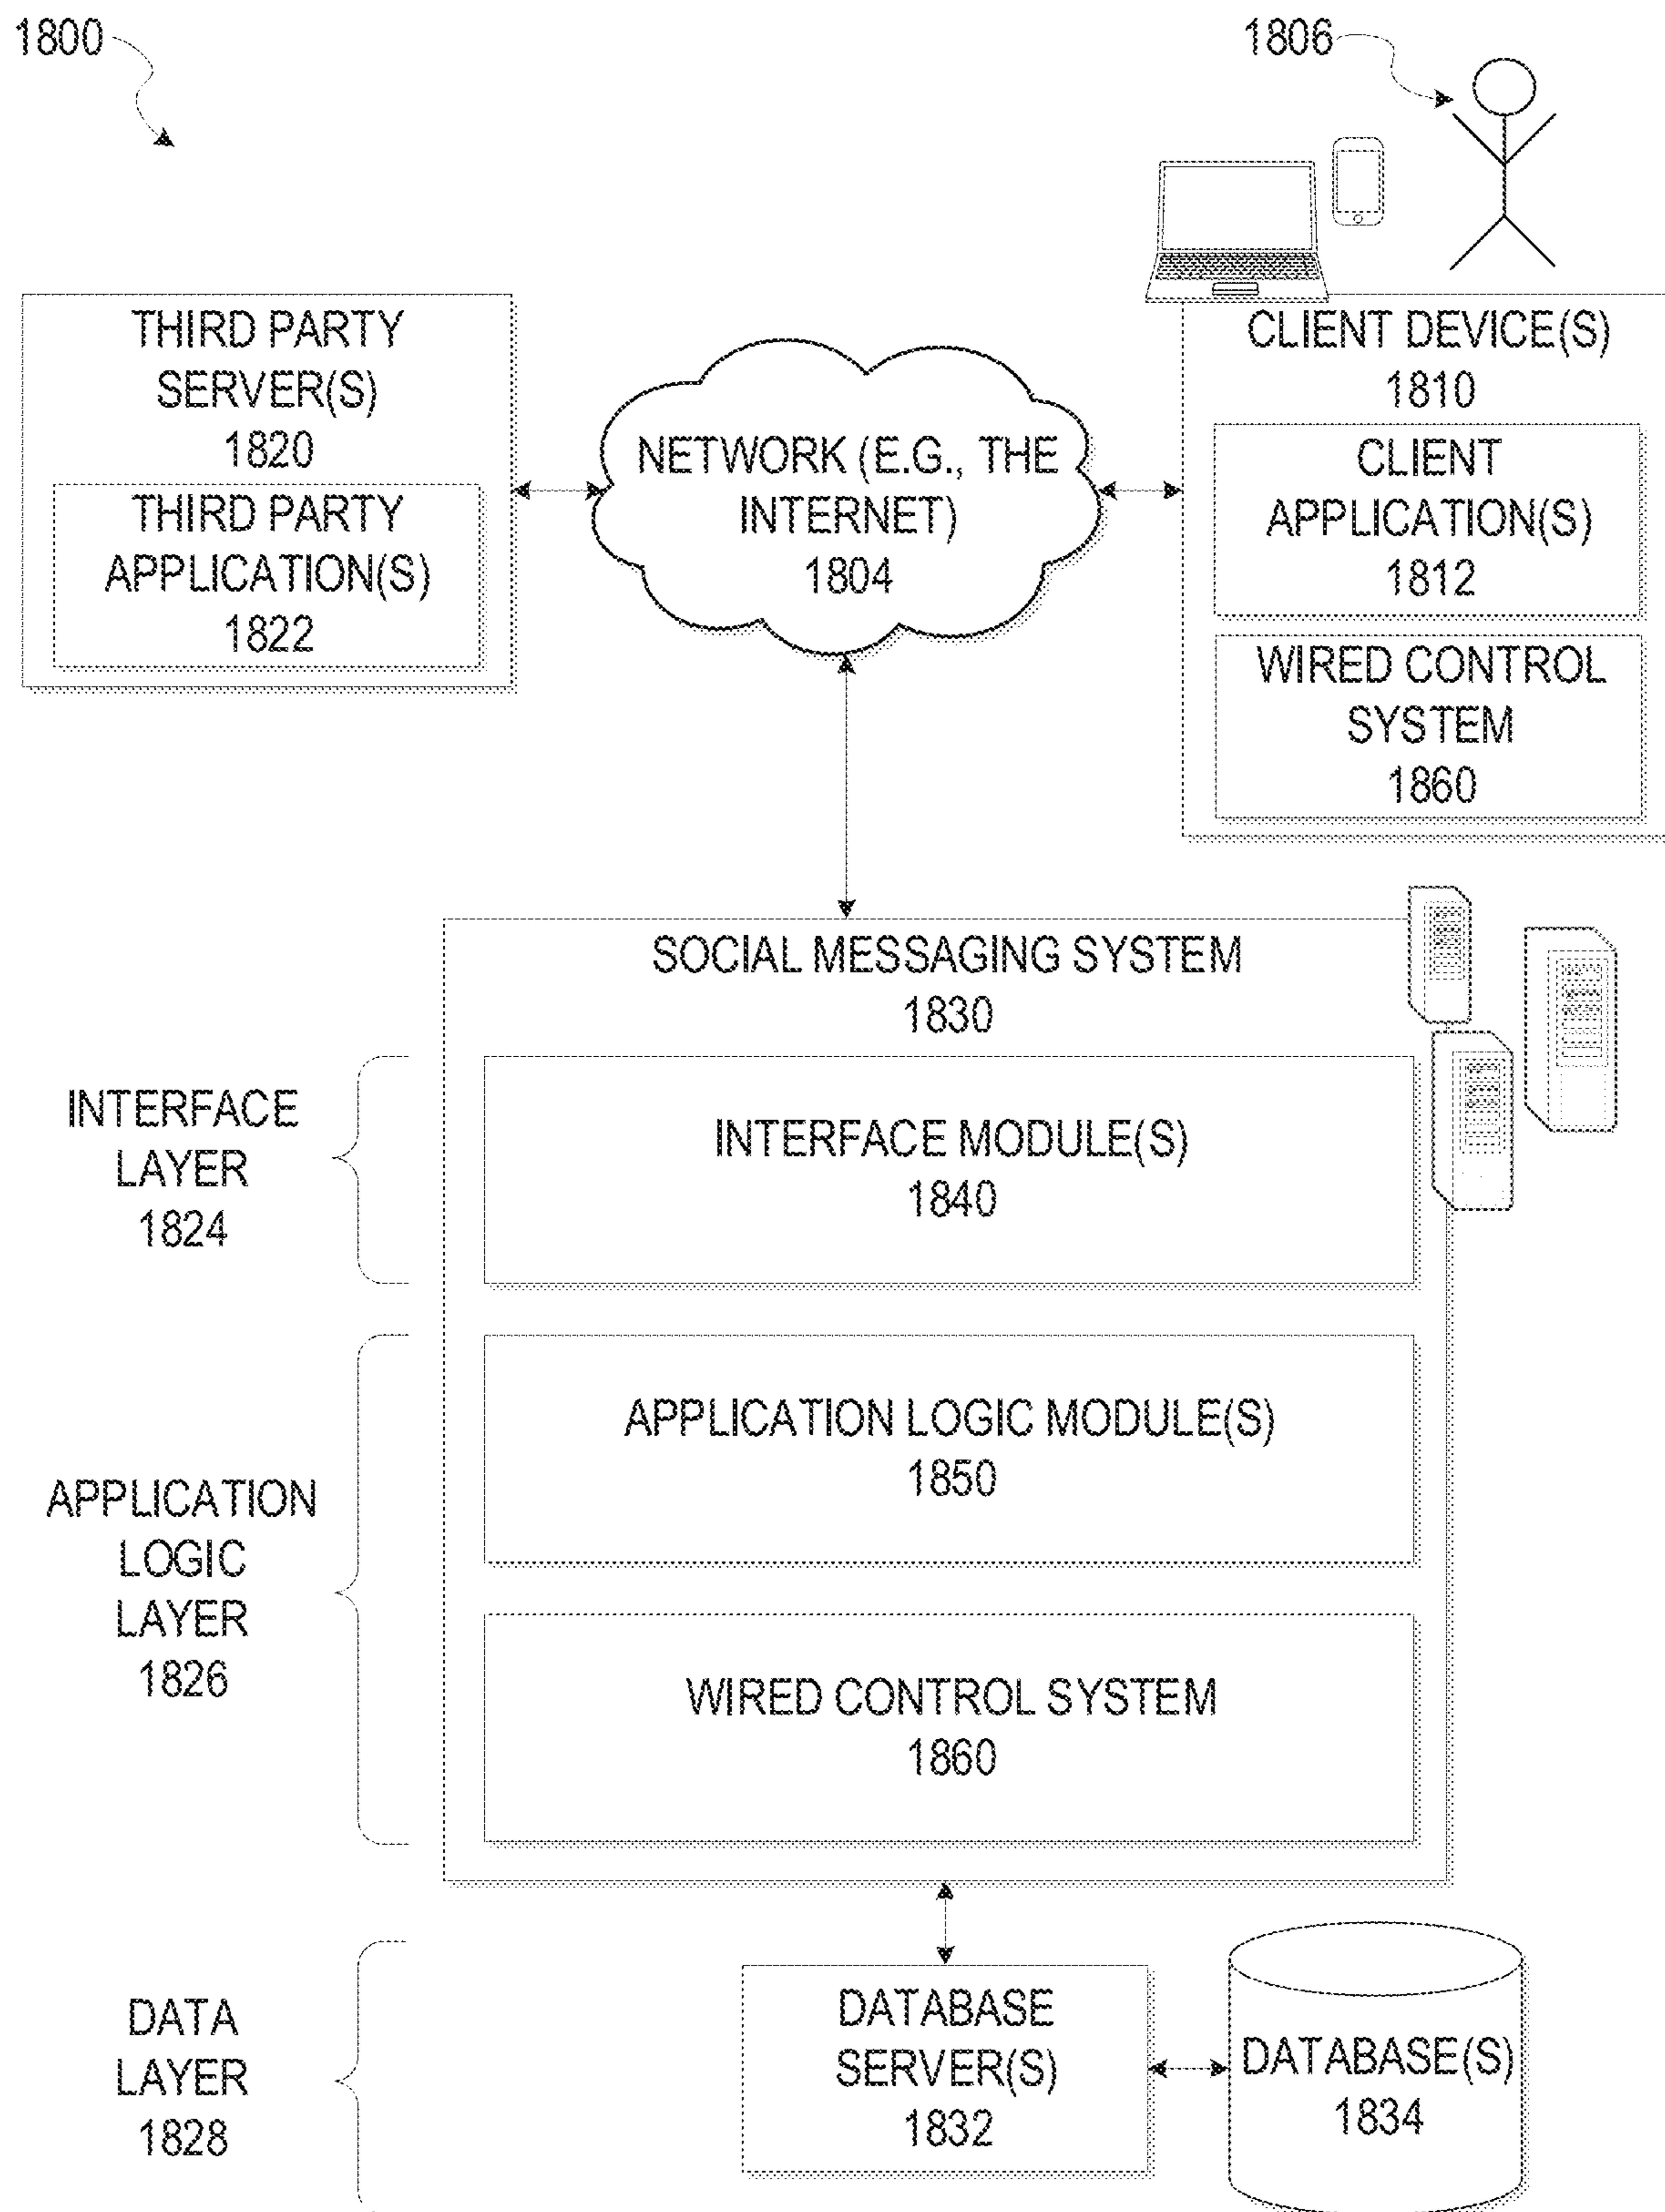 1800
1806
THIRD PARTY
SERVER(S)
1820
THIRD PARTY
APPLICATION(S)
1822
NETWORK (E.G., THE
INTERNET)
1804
CLIENT DEVICE(S)
1810
CLIENT
APPLICATION(S)
1812
WIRED CONTROL
SYSTEM
1860
SOCIAL MESSAGING SYSTEM
1830
INTERFACE
LAYER
1824
INTERFACE MODULE(S)
1840
APPLICATION
LOGIC
LAYER
1826
APPLICATION LOGIC MODULE(S)
1850
WIRED CONTROL SYSTEM
1860
DATA
LAYER
1828
DATABASE
SERVER(S)
1832
DATABASE(S)
1834